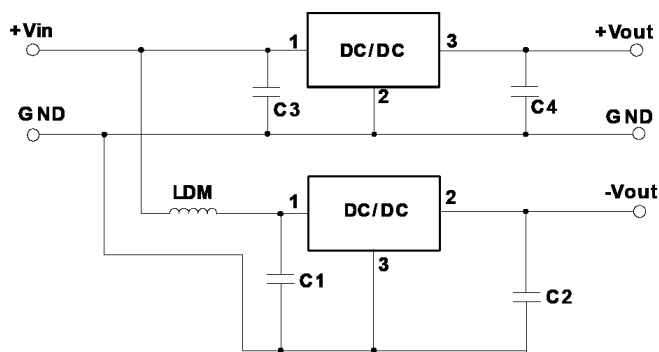 +Vin
1
DC/DC
3
+Vout
2
C3
C4
GND
GND
LDM
1
DC/DC
2
-Vout
3
C1
C2